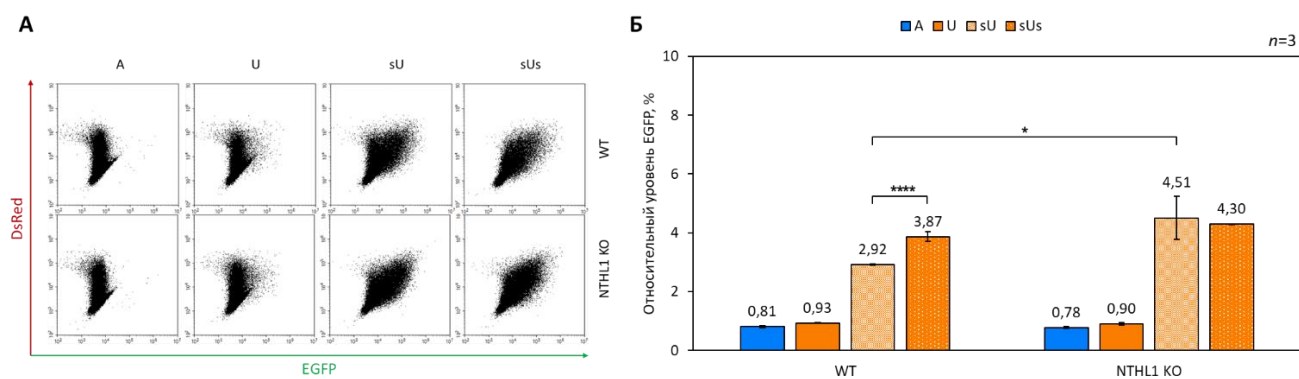 А
A
U
sU
sUs
WT
NTHL1 KO
DsRed
EGFP
Б
A U sU sUs
n=3
Относительный уровень EGFP, %
10
8
6
4
2
0
*
****
0,81
0,93
2,92
3,87
0,78
0,90
4,51
4,30
WT
NTHL1 KO